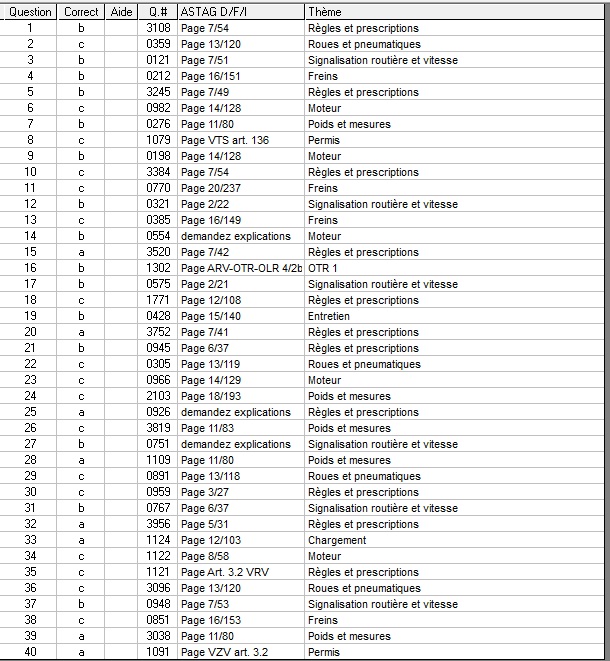 Question Correct Aide Q.# ASTAG D/F/I Thème
1 b 3108 Page 7/54 Règles et prescriptions
2 c 0359 Page 13/120 Roues et pneumatiques
3 b 0121 Page 7/51 Signalisation routière et vitesse
4 b 0212 Page 16/151 Freins
5 b 3245 Page 7/49 Règles et prescriptions
6 c 0982 Page 14/128 Moteur
7 b 0276 Page 11/80 Poids et mesures
8 c 1079 Page VTS art. 136 Permis
9 b 0198 Page 14/128 Moteur
10 c 3384 Page 7/54 Règles et prescriptions
11 c 0770 Page 20/237 Freins
12 b 0321 Page 2/22 Signalisation routière et vitesse
13 c 0385 Page 16/149 Freins
14 b 0554 demandez explications Moteur
15 a 3520 Page 7/42 Règles et prescriptions
16 b 1302 Page ARV-OTR-OLR 4/2b OTR 1
17 b 0575 Page 2/21 Signalisation routière et vitesse
18 c 1771 Page 12/108 Règles et prescriptions
19 b 0428 Page 15/140 Entretien
20 a 3752 Page 7/41 Règles et prescriptions
21 b 0945 Page 6/37 Règles et prescriptions
22 c 0305 Page 13/119 Roues et pneumatiques
23 c 0966 Page 14/129 Moteur
24 c 2103 Page 18/193 Poids et mesures
25 a 0926 demandez explications Règles et prescriptions
26 c 3819 Page 11/83 Poids et mesures
27 b 0751 demandez explications Signalisation routière et vitesse
28 a 1109 Page 11/80 Poids et mesures
29 c 0891 Page 13/118 Roues et pneumatiques
30 c 0959 Page 3/27 Règles et prescriptions
31 b 0767 Page 6/37 Signalisation routière et vitesse
32 a 3956 Page 5/31 Règles et prescriptions
33 a 1124 Page 12/103 Chargement
34 c 1122 Page 8/58 Moteur
35 c 1121 Page Art. 3.2 VRV Règles et prescriptions
36 c 3096 Page 13/120 Roues et pneumatiques
37 b 0948 Page 7/53 Signalisation routière et vitesse
38 c 0851 Page 16/153 Freins
39 a 3038 Page 11/80 Poids et mesures
40 a 1091 Page VZV art. 3.2 Permis